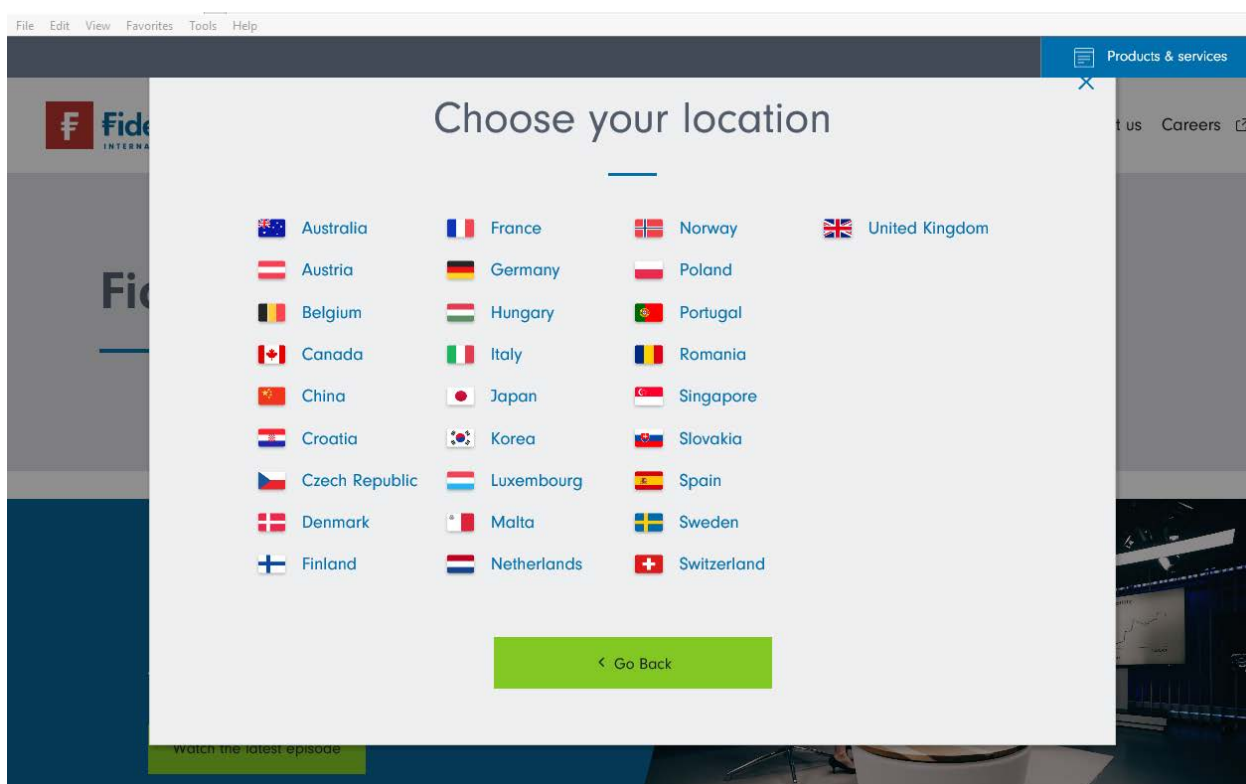 File Edit View Favorites Tools Help
Products & services
Fide
INTERNA
t us Careers
Choose your location
Australia France Norway United Kingdom
Austria Germany Poland
Belgium Hungary Portugal
Canada Italy Romania
China Japan Singapore
Croatia Korea Slovakia
Czech Republic Luxembourg Spain
Denmark Malta Sweden
Finland Netherlands Switzerland
Fid
< Go Back
Watch the latest episode